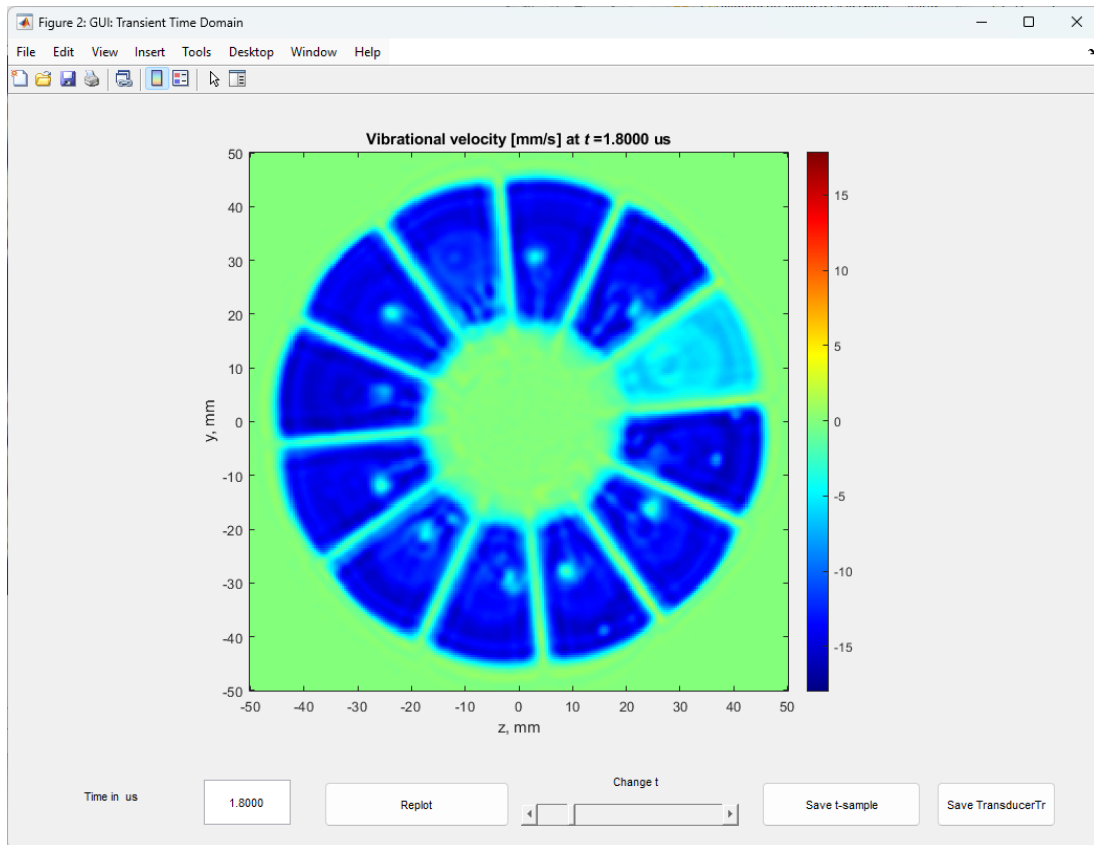 Figure 2: GUI: Transient Time Domain
File Edit View Insert Tools Desktop Window Help
Vibrational velocity [mm/s] at t =1.8000 us
50
40
30
20
10
0
-10
-20
-30
-40
-50
y, mm
-50 -40 -30 -20 -10 0 10 20 30 40 50
z, mm
15
10
5
0
-5
-10
-15
Time in us
1.8000
Replot
Change t
Save t-sample
Save TransducerTr